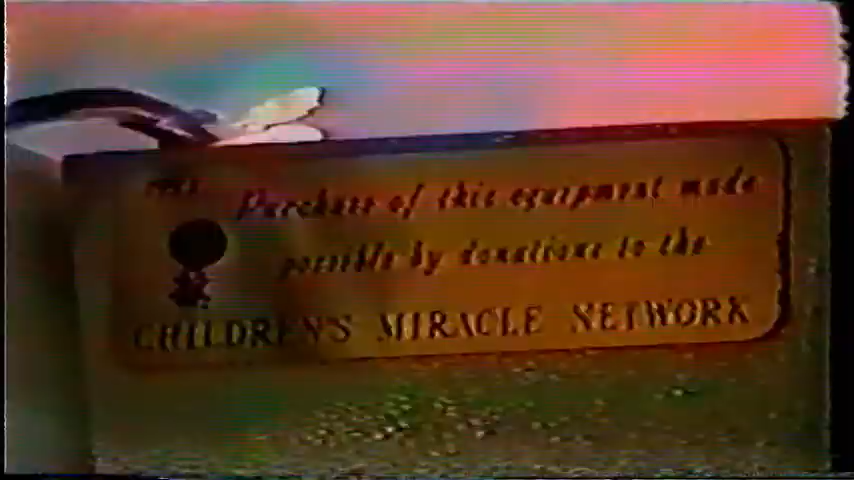 Purchase of this equipment made
possible by donations to the
CHILDREN'S MIRACLE NETWORK